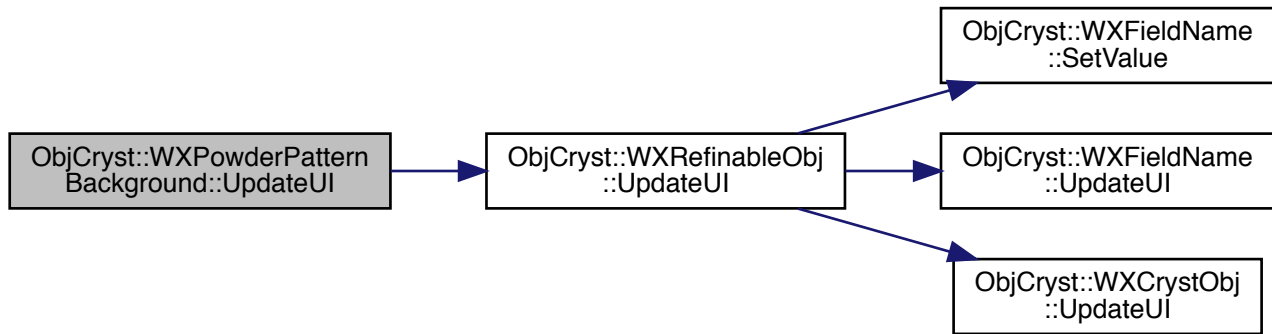 ObjCryst::WXPowderPattern
Background::UpdateUI
ObjCryst::WXRefinableObj
::UpdateUI
ObjCryst::WXFieldName
::SetValue
ObjCryst::WXFieldName
::UpdateUI
ObjCryst::WXCrystObj
::UpdateUI